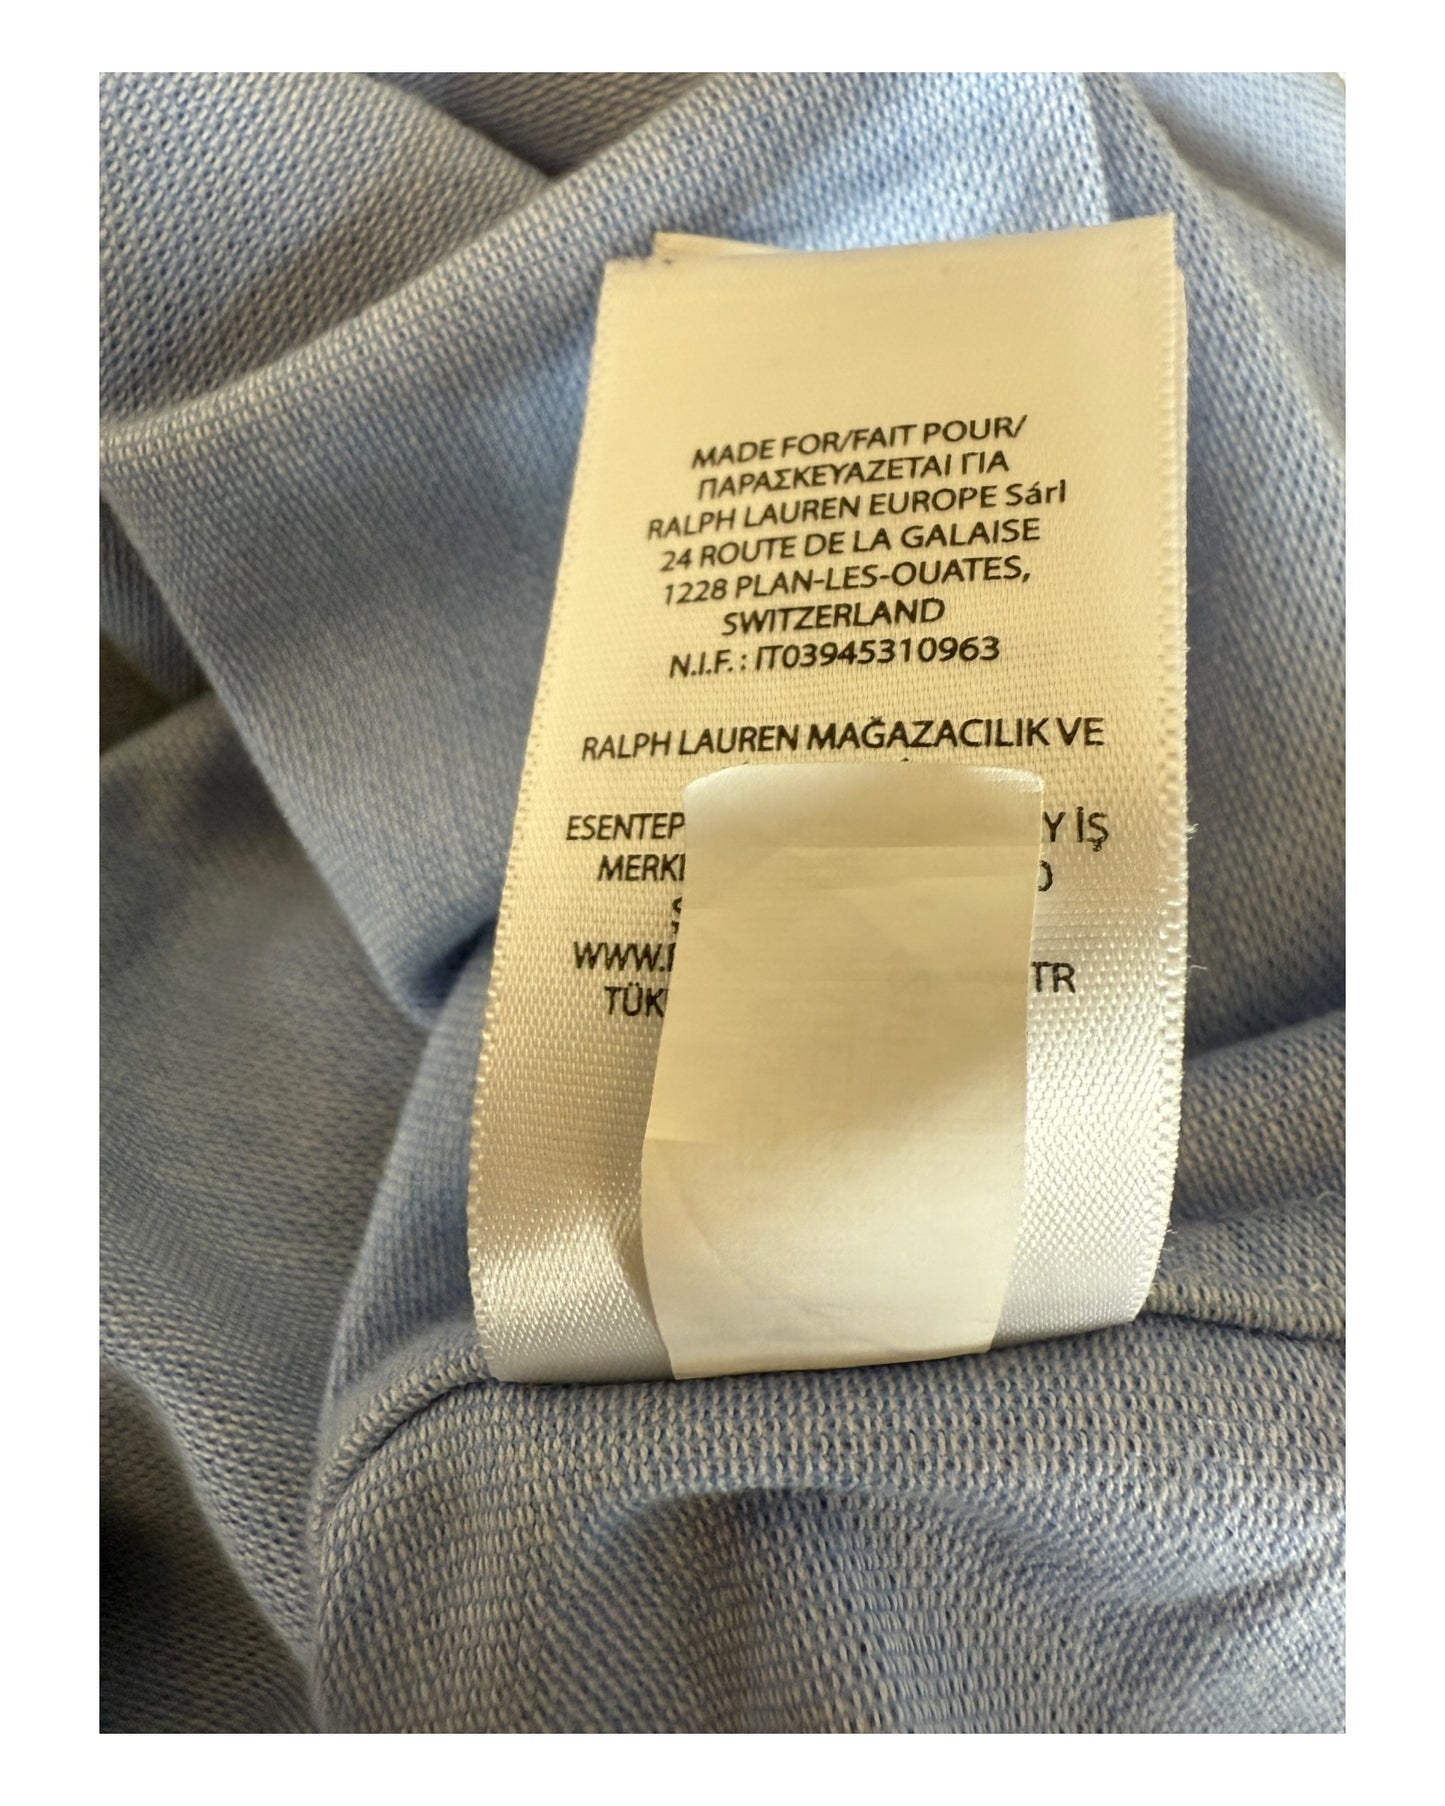 MADE FOR/FAIT POUR/
ΠΑΡΑΣΚΕΥΑΖΕΤΑΙ ΓΙΑ
RALPH LAUREN EUROPE Sárl
24 ROUTE DE LA GALAISE
1228 PLAN-LES-OUATES,
SWITZERLAND
N.I.F. : IT03945310963
RALPH LAUREN MAĞAZACILIK VE
ESENTEP Y İŞ
MERK
WWW. TR
TÜK